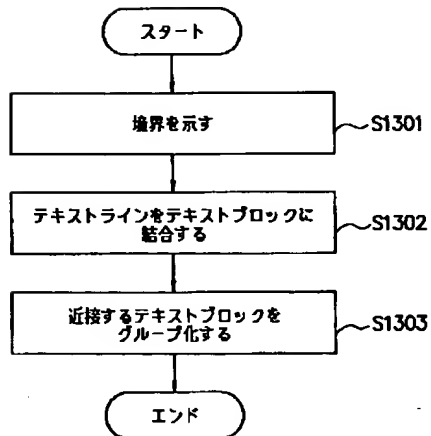 スタート
境界を示す
S1301
テキストラインをテキストブロックに
結合する
S1302
近接するテキストブロックを
グループ化する
S1303
エンド